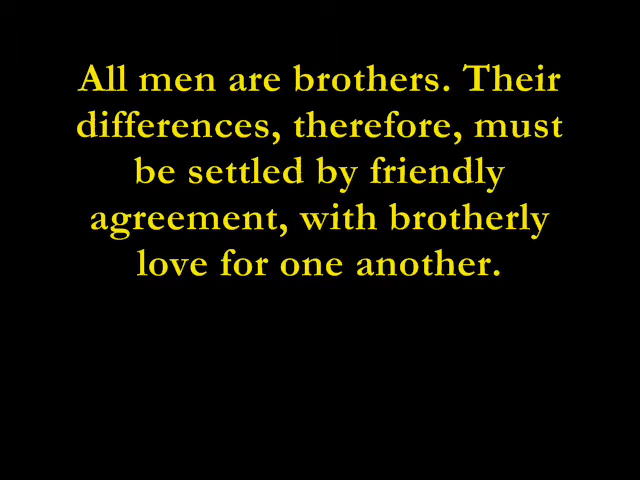 All men are brothers. Their
differences, therefore, must
be settled by friendly
agreement, with brotherly
love for one another.